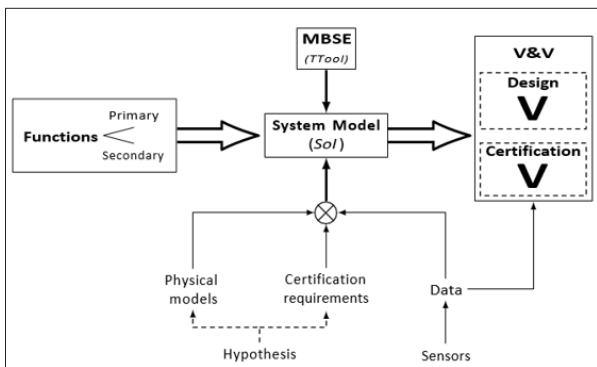 MBSE
(TTool)
V&V
Design
V
Certification
V
Functions
Primary
Secondary
System Model
(SoI)
Physical
models
Certification
requirements
Data
Hypothesis
Sensors